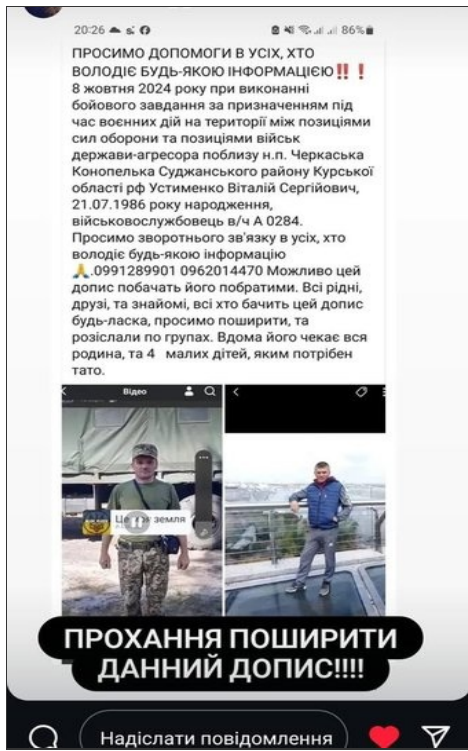 20:26
86%
ПРОСИМО ДОПОМОГИ В УСІХ, ХТО
ВОЛОДІЄ БУДЬ-ЯКОЮ ІНФОРМАЦІЄЮ‼️❗
8 жовтня 2024 року при виконанні
бойового завдання за призначенням під
час воєнних дій на території між позиціями
сил оборони та позиціями військ
держави-агресора поблизу н.п. Черкаська
Конопелька Суджанського району Курської
області рф Устименко Віталій Сергійович,
21.07.1986 року народження,
військовослужбовець в/ч А 0284.
Просимо зворотнього зв'язку в усіх, хто
володіє будь-якою інформацію
🙏.0991289901 0962014470 Можливо цей
допис побачать його побратими. Всі рідні,
друзі, та знайомі, всі хто бачить цей допис
будь-ласка, просимо поширити, та
розіслали по групах. Вдома його чекає вся
родина, та 4 малих дітей, яким потрібен
тато.
Відео
Це моя земля
ПРОХАННЯ ПОШИРИТИ
ДАННИЙ ДОПИС!!!!
Надіслати повідомлення